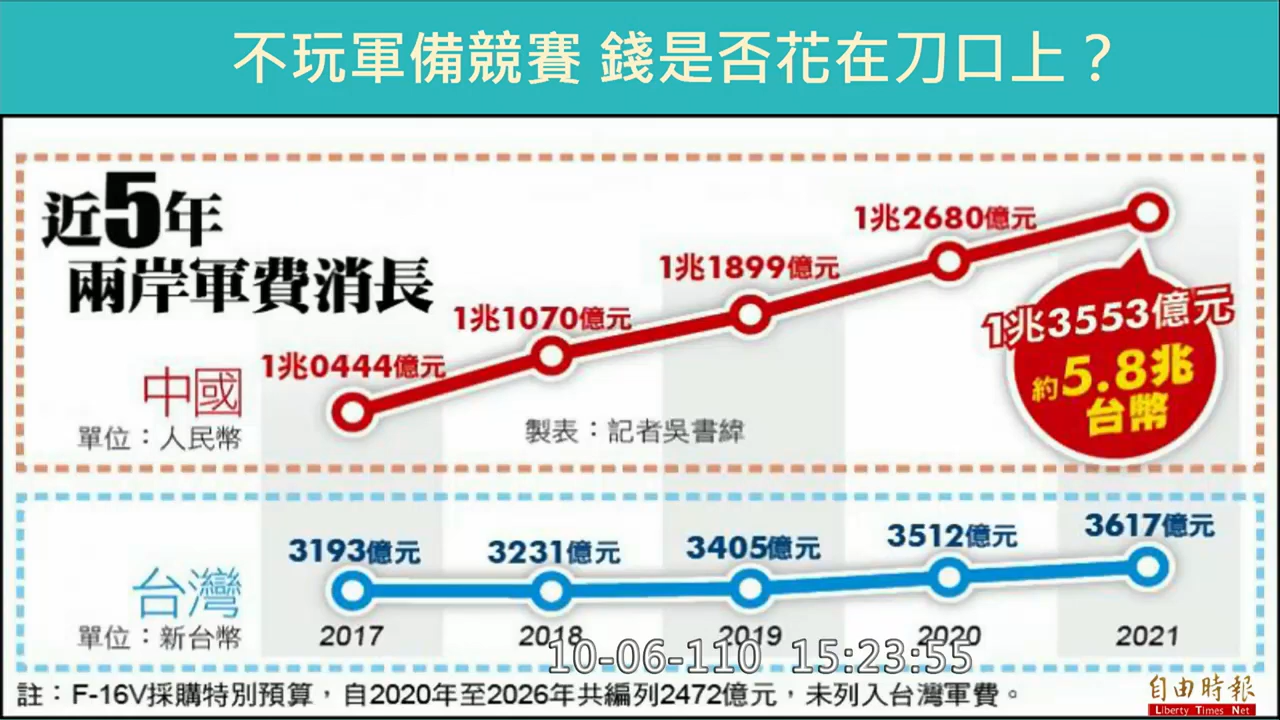 不玩軍備競賽 錢是否花在刀口上？
近5年
兩岸軍費消長
中國
單位：人民幣
1兆0444億元
1兆1070億元
1兆1899億元
1兆2680億元
1兆3553億元
約5.8兆
台幣
製表：記者吳書緯
台灣
單位：新台幣
3193億元
3231億元
3405億元
3512億元
3617億元
2017 2018 2019 2020 2021
10-06-110 15:23:55
註：F-16V採購特別預算，自2020年至2026年共編列2472億元，未列入台灣軍費。
自由時報
Liberty Times Net